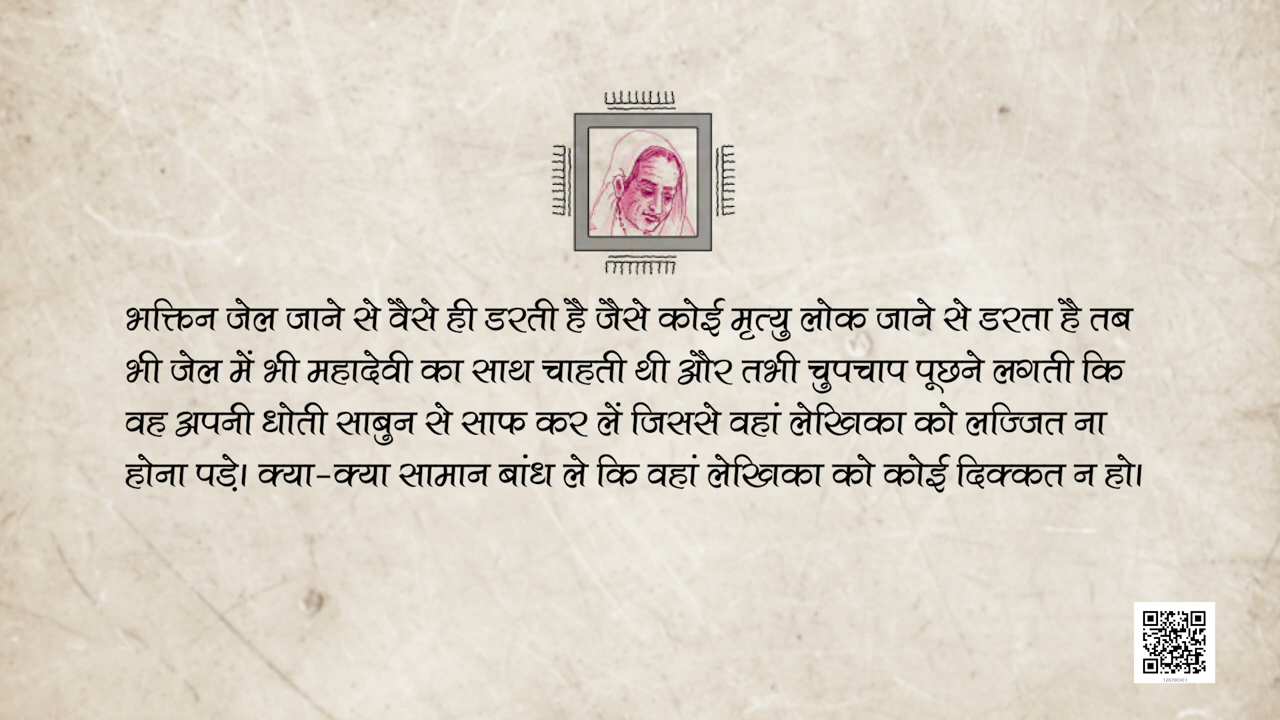 भक्तिन जेल जाने से वैसे ही डरती है जैसे कोई मृत्यु लोक जाने से डरता है तब
भी जेल में भी महादेवी का साथ चाहती थी और तभी चुपचाप पूछने लगती कि
वह अपनी धोती साबुन से साफ कर लें जिससे वहां लेखिका को लज्जित ना
होना पड़े। क्या-क्या सामान बांध ले कि वहां लेखिका को कोई दिक्कत न हो।